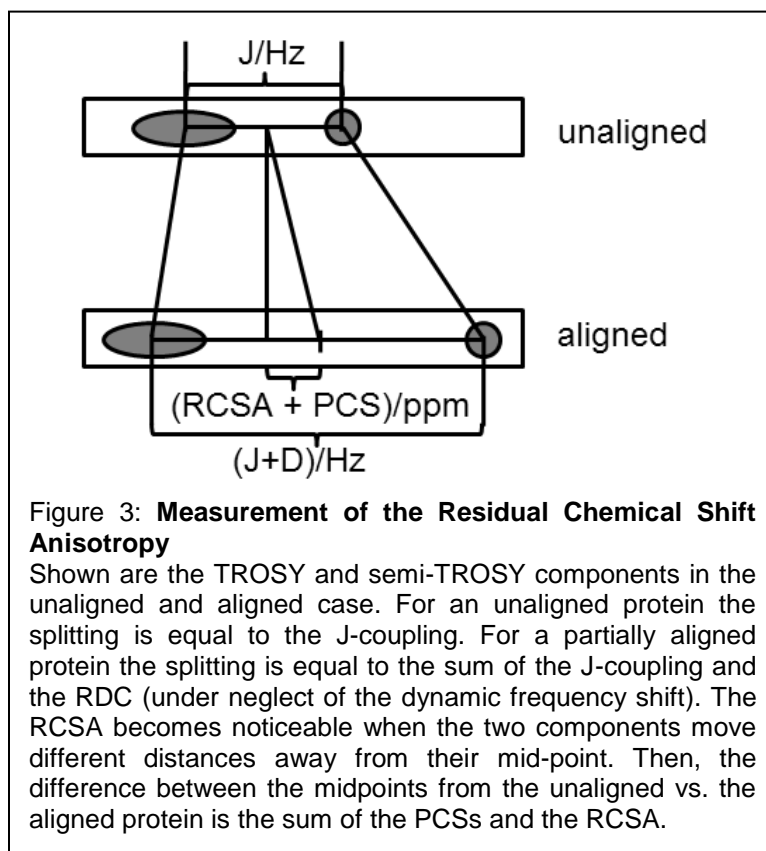 J/Hz
unaligned
aligned
(RCSA + PCS)/ppm
(J+D)/Hz
Figure 3: Measurement of the Residual Chemical Shift
Anisotropy
Shown are the TROSY and semi-TROSY components in the
unaligned and aligned case. For an unaligned protein the
splitting is equal to the J-coupling. For a partially aligned
protein the splitting is equal to the sum of the J-coupling and
the RDC (under neglect of the dynamic frequency shift). The
RCSA becomes noticeable when the two components move
different distances away from their mid-point. Then, the
difference between the midpoints from the unaligned vs. the
aligned protein is the sum of the PCSs and the RCSA.